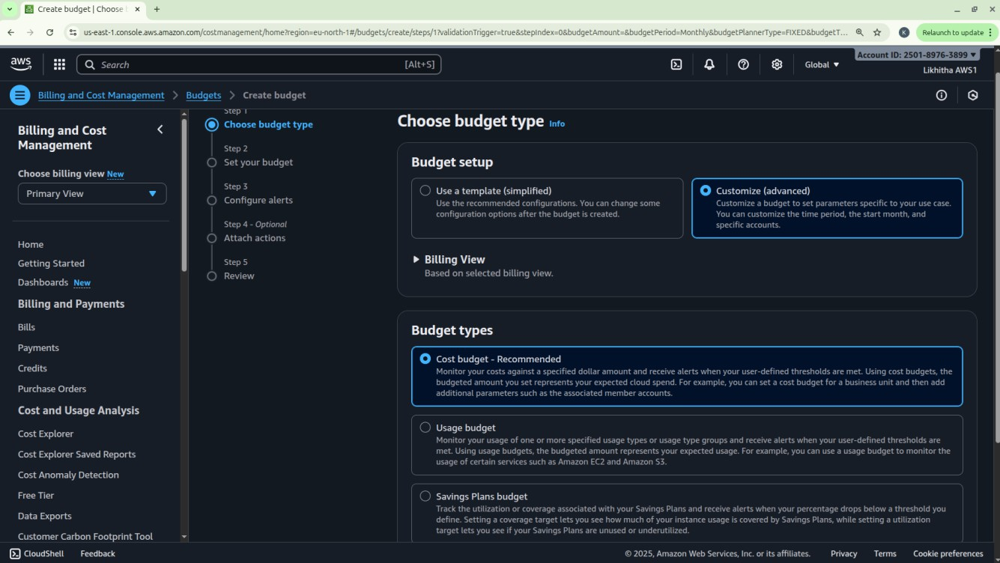 Create budget | Choose b
us-east-1.console.aws.amazon.com/costmanagement/home?region=eu-north-1#/budgets/create/steps/1?validationTrigger=true&stepIndex=0&budgetAmount=&budgetPeriod=Monthly&budgetPlannerType=FIXED&budgetT...
K
Relaunch to update
aws
Search
[Alt+S]
Global
Account ID: 2501-8976-3899
Likhitha AWS1
Billing and Cost Management
Budgets
Create budget
Billing and Cost
Management
Choose billing view New
Primary View
Home
Getting Started
Dashboards New
Billing and Payments
Bills
Payments
Credits
Purchase Orders
Cost and Usage Analysis
Cost Explorer
Cost Explorer Saved Reports
Cost Anomaly Detection
Free Tier
Data Exports
Customer Carbon Footprint Tool
Step 1
Choose budget type
Step 2
Set your budget
Step 3
Configure alerts
Step 4 - Optional
Attach actions
Step 5
Review
Choose budget type Info
Budget setup
Use a template (simplified)
Use the recommended configurations. You can change some
configuration options after the budget is created.
Customize (advanced)
Customize a budget to set parameters specific to your use case.
You can customize the time period, the start month, and
specific accounts.
Billing View
Based on selected billing view.
Budget types
Cost budget - Recommended
Monitor your costs against a specified dollar amount and receive alerts when your user-defined thresholds are met. Using cost budgets, the
budgeted amount you set represents your expected cloud spend. For example, you can set a cost budget for a business unit and then add
additional parameters such as the associated member accounts.
Usage budget
Monitor your usage of one or more specified usage types or usage type groups and receive alerts when your user-defined thresholds are
met. Using usage budgets, the budgeted amount represents your expected usage. For example, you can use a usage budget to monitor the
usage of certain services such as Amazon EC2 and Amazon S3.
Savings Plans budget
Track the utilization or coverage associated with your Savings Plans and receive alerts when your percentage drops below a threshold you
define. Setting a coverage target lets you see how much of your instance usage is covered by Savings Plans, while setting a utilization
target lets you see if your Savings Plans are unused or underutilized.
CloudShell
Feedback
© 2025, Amazon Web Services, Inc. or its affiliates.
Privacy
Terms
Cookie preferences